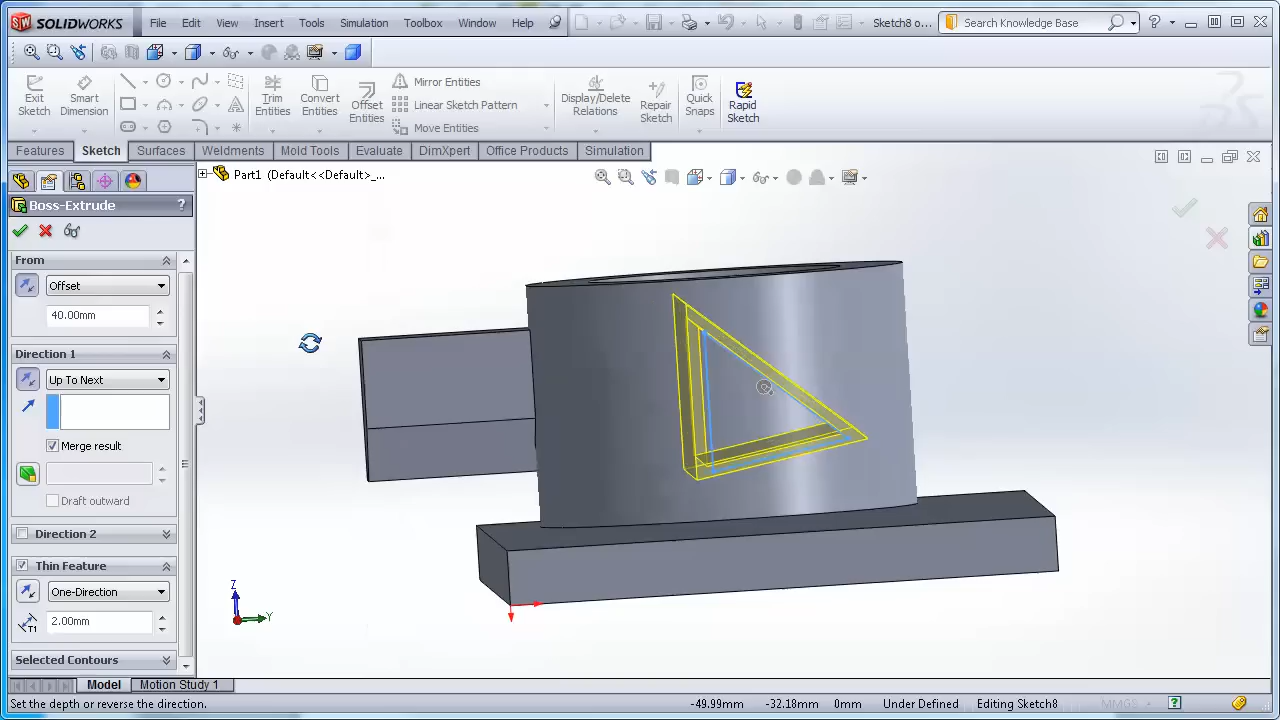 SOLIDWORKS File Edit View Insert Tools Simulation Toolbox Window Help Sketch8 o... Search Knowledge Base ?
Exit Sketch
Smart Dimension
Trim Entities
Convert Entities
Offset Entities
Mirror Entities
Linear Sketch Pattern
Move Entities
Display/Delete Relations
Repair Sketch
Quick Snaps
Rapid Sketch
Features Sketch Surfaces Weldments Mold Tools Evaluate DimXpert Office Products Simulation
Part1 (Default<<Default>_...
Boss-Extrude ?
From
Offset
40.00mm
Direction 1
Up To Next
Merge result
Draft outward
Direction 2
Thin Feature
One-Direction
T1 2.00mm
Selected Contours
Z
Y
Model Motion Study 1
Set the depth or reverse the direction. -49.99mm -32.18mm 0mm Under Defined Editing Sketch8 MMGS ?